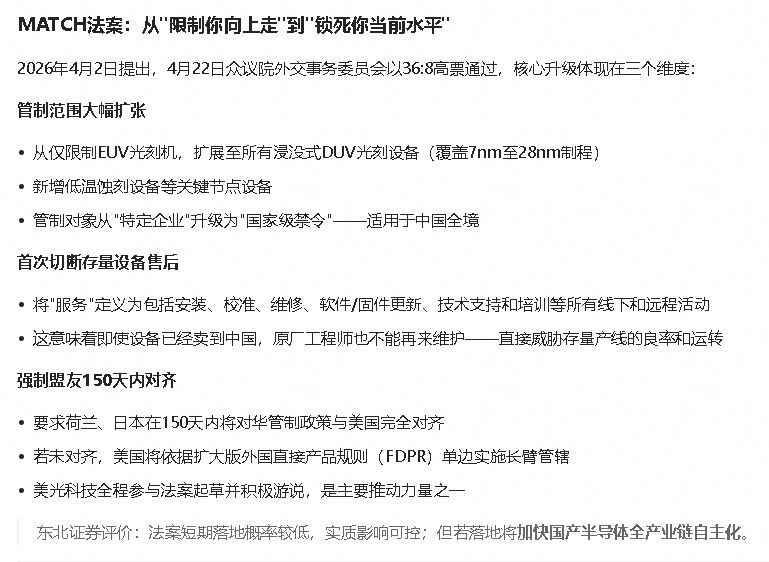 MATCH法案：从"限制你向上走"到"锁死你当前水平"
2026年4月2日提出，4月22日众议院外交事务委员会以36:8高票通过，核心升级体现在三个维度：
管制范围大幅扩张
• 从仅限制EUV光刻机，扩展至所有浸没式DUV光刻设备（覆盖7nm至28nm制程）
• 新增低温蚀刻设备等关键节点设备
• 管制对象从"特定企业"升级为"国家级禁令"——适用于中国全境
首次切断存量设备售后
• 将"服务"定义为包括安装、校准、维修、软件/固件更新、技术支持和培训等所有线下和远程活动
• 这意味着即使设备已经卖到中国，原厂工程师也不能再来维护——直接威胁存量产线的良率和运转
强制盟友150天内对齐
• 要求荷兰、日本在150天内将对华管制政策与美国完全对齐
• 若未对齐，美国将依据扩大版外国直接产品规则（FDPR）单边实施长臂管辖
• 美光科技全程参与法案起草并积极游说，是主要推动力量之一
东北证券评价：法案短期落地概率较低，实质影响可控；但若落地将加快国产半导体全产业链自主化。